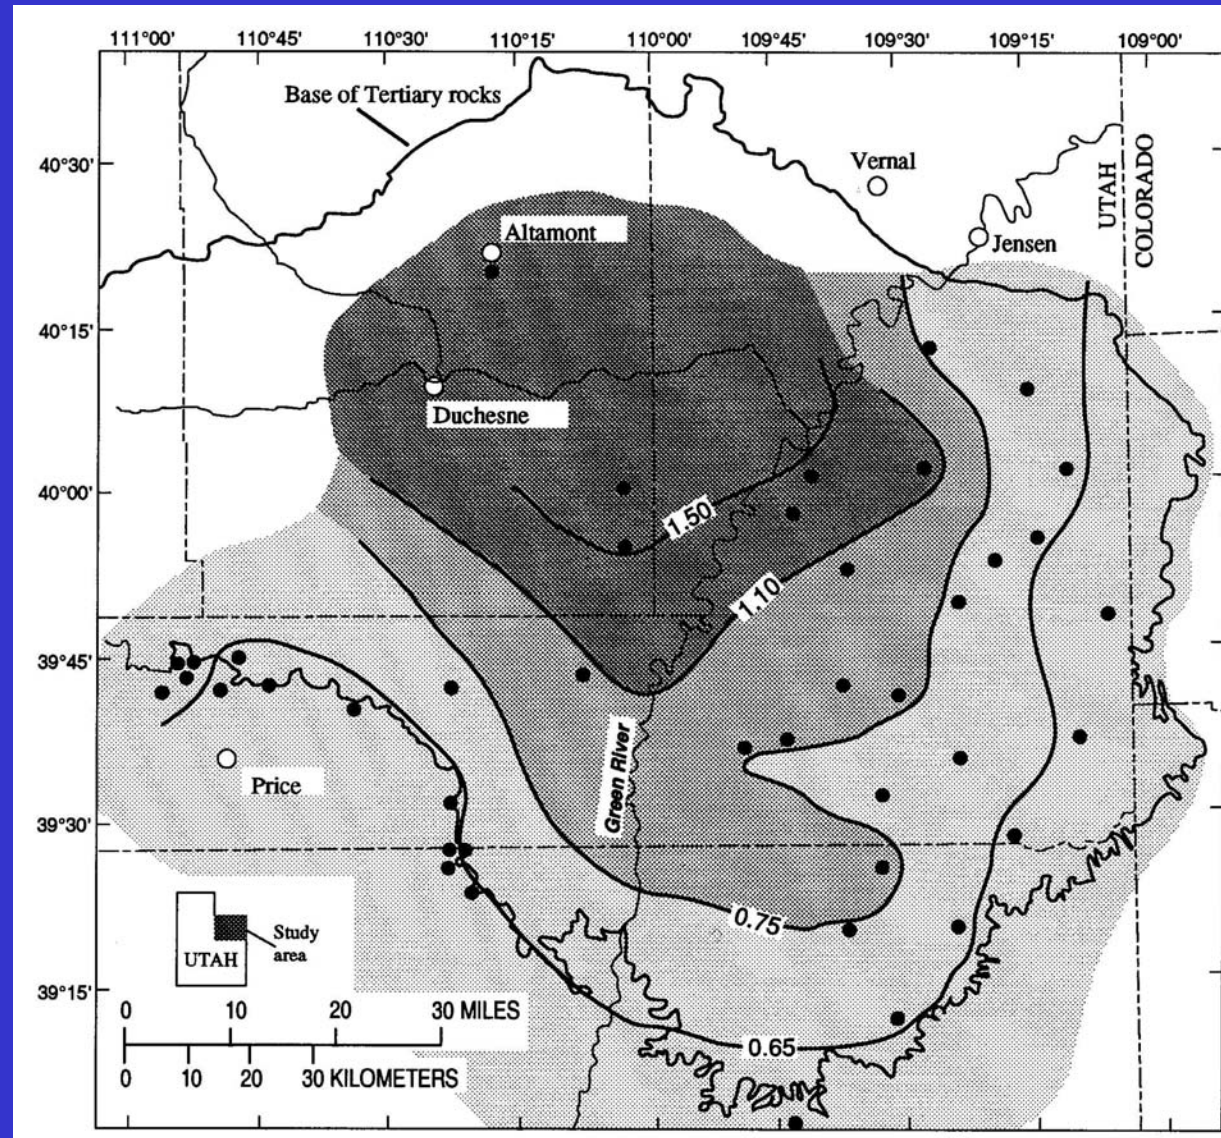 111°00' 110°45' 110°30' 110°15' 110°00' 109°45' 109°30' 109°15' 109°00'
Base of Tertiary rocks
40°30'
Vernal
UTAH
COLORADO
Altamont
Jensen
40°15'
Duchesne
40°00'
1.50
1.10
39°45'
Green River
Price
39°30'
0.75
Study
area
UTAH
39°15'
0 10 20 30 MILES
0.65
0 10 20 30 KILOMETERS